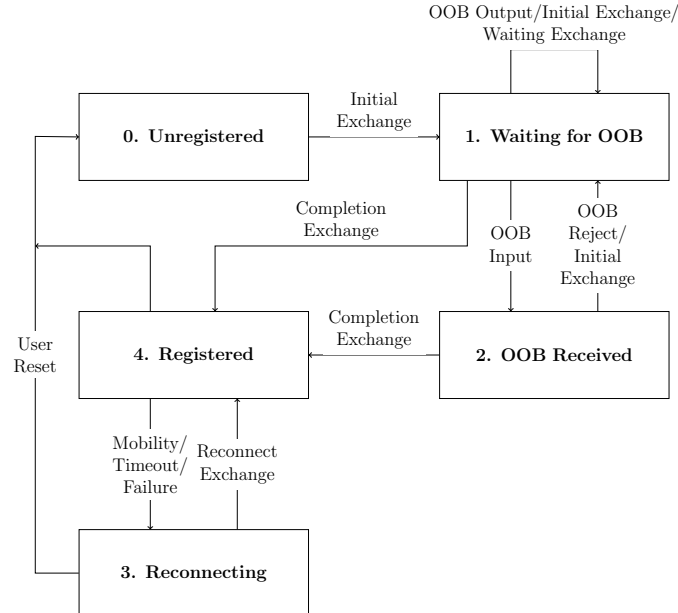 OOB Output/Initial Exchange/
Waiting Exchange
0. Unregistered
Initial
Exchange
1. Waiting for OOB
Completion
Exchange
OOB
Input
OOB
Reject/
Initial
Exchange
User
Reset
4. Registered
Completion
Exchange
2. OOB Received
Mobility/
Timeout/
Failure
Reconnect
Exchange
3. Reconnecting